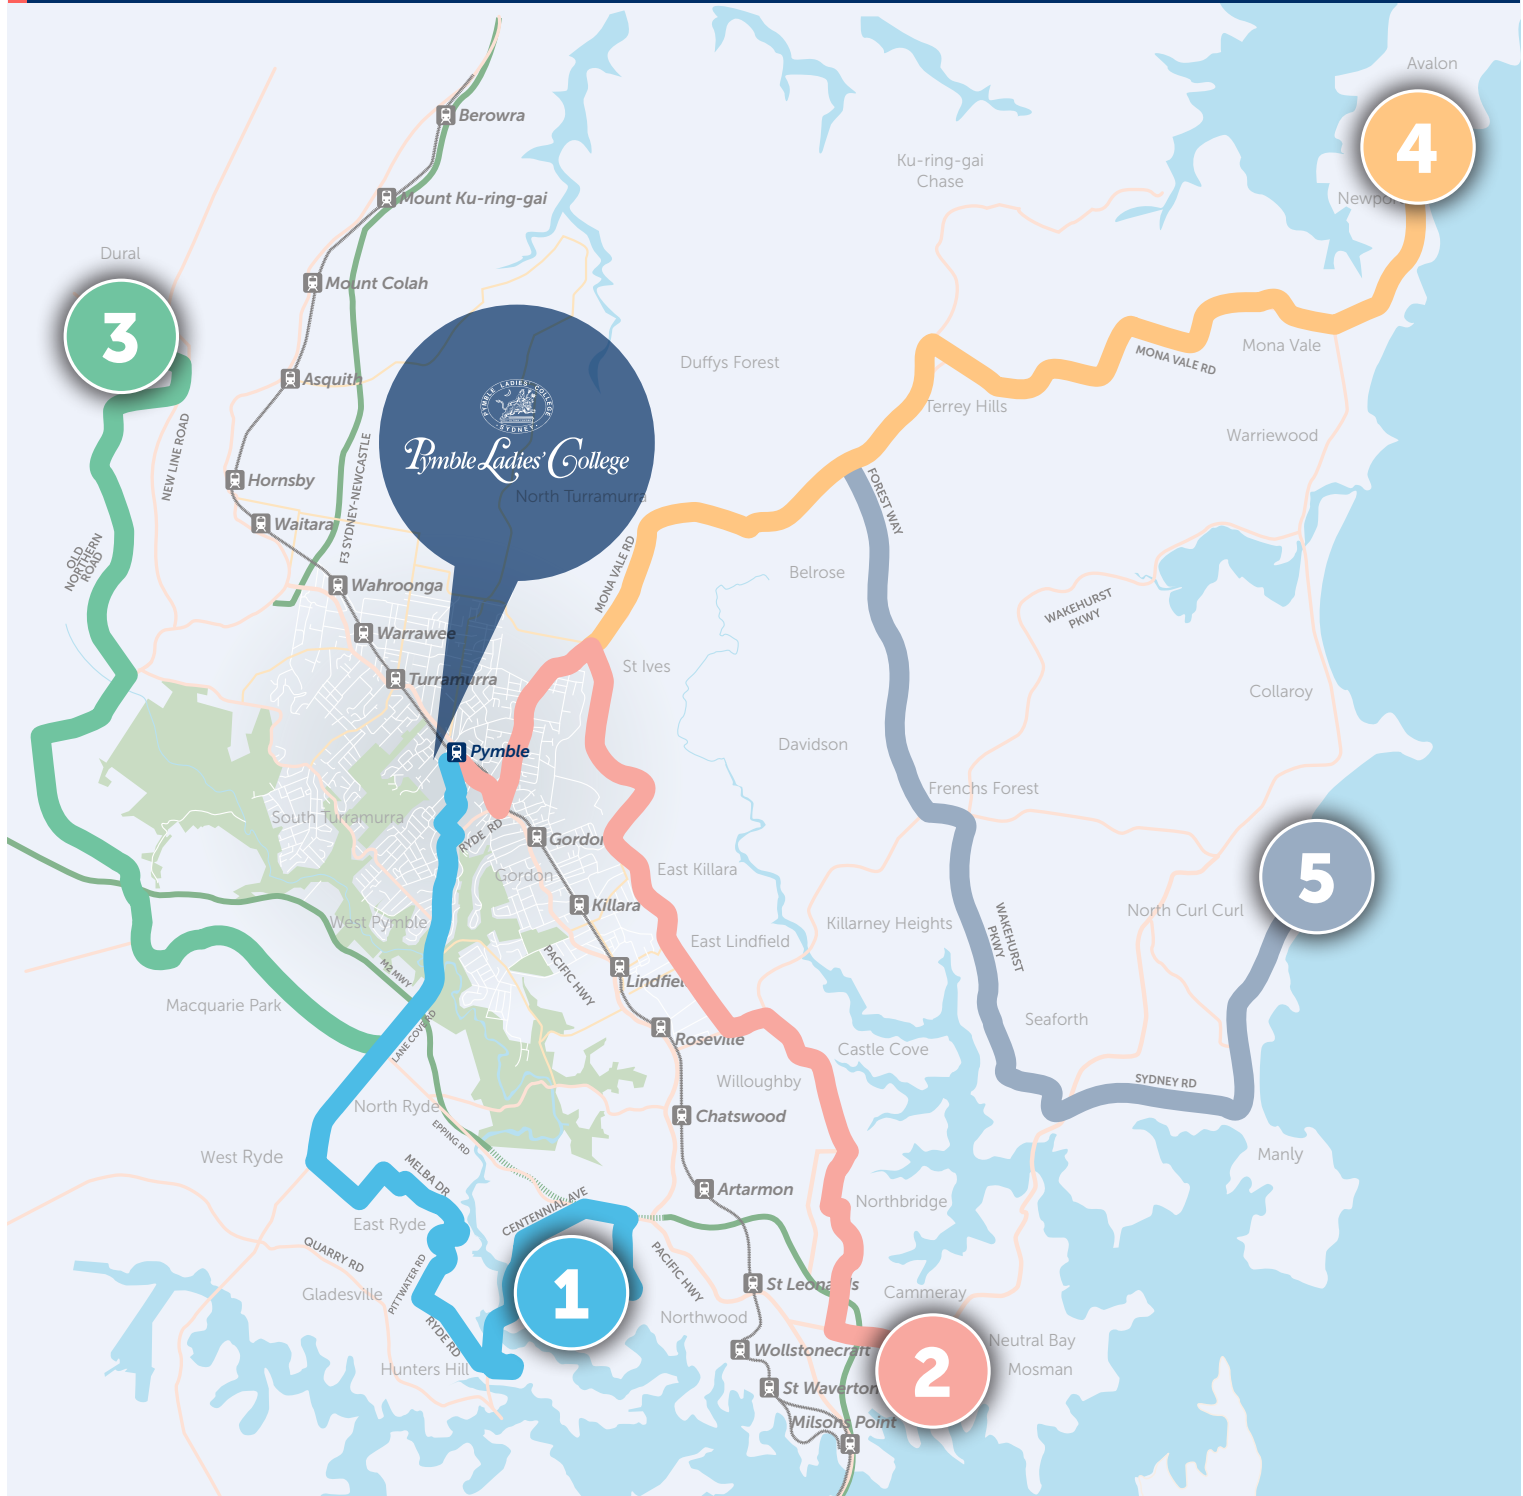 Avalon
Berowra
4
Ku-ring-gai
Chase
Mount Ku-ring-gai
Dural
Mount Colah
3
Mona Vale
MONA VALE RD
Duffys Forest
Asquith
PYMBLE LADIES' COLLEGE
SYDNEY
Terrey Hills
Warriewood
NEW LINE ROAD
Pymble Ladies' College
Hornsby
North Turramurra
F3 SYDNEY-NEWCASTLE
FOREST WAY
Waitara
OLD
NORTHERN
ROAD
MONA VALE RD
Belrose
Wahroonga
WAKEHURST
PKWY
Warrawee
St Ives
Turramurra
Collaroy
Davidson
Pymble
Frenchs Forest
South Turramurra
RYDE RD
Gordon
East Killara
Gordon
5
Killara
North Curl Curl
West Pymble
Killarney Heights
WAKEHURST
PKWY
East Lindfield
M2 MWY
PACIFIC HWY
Lindfiel
Macquarie Park
Seaforth
LANE COVE RD
Roseville
Castle Cove
Willoughby
SYDNEY RD
North Ryde
Chatswood
EPPING RD
West Ryde
Manly
MELBA DR
Artarmon
Northbridge
CENTENNIAL AVE
East Ryde
QUARRY RD
PACIFIC HWY
PITTWATER RD
St Leonards
1
Gladesville
Cammeray
Northwood
RYDE RD
Neutral Bay
Wollstonecraft
Hunters Hill
2
Mosman
St Waverton
Milsons Point